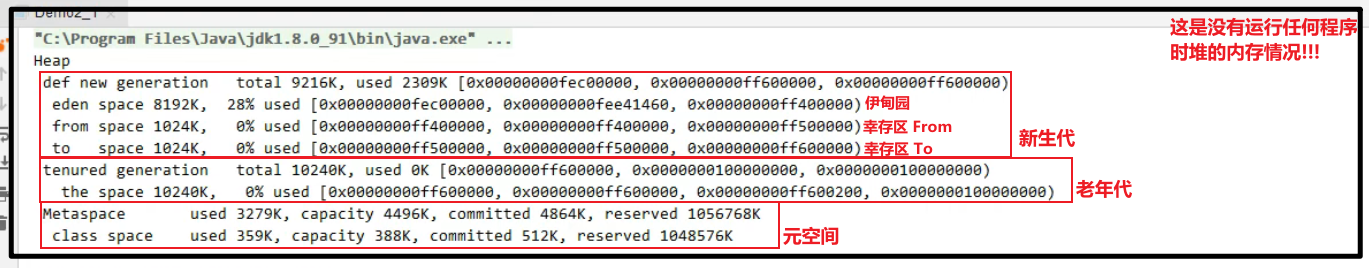 Demo2_1
"C:\Program Files\Java\jdk1.8.0_91\bin\java.exe" ...
这是没有运行任何程序
时堆的内存情况!!!
Heap
def new generation   total 9216K, used 2309K [0x00000000fec00000, 0x00000000ff600000, 0x00000000ff600000)
eden space 8192K,  28% used [0x00000000fec00000, 0x00000000fee41460, 0x00000000ff400000) 伊甸园
from space 1024K,   0% used [0x00000000ff400000, 0x00000000ff400000, 0x00000000ff500000) 幸存区 From
to   space 1024K,   0% used [0x00000000ff500000, 0x00000000ff500000, 0x00000000ff600000) 幸存区 To
新生代
tenured generation   total 10240K, used 0K [0x00000000ff600000, 0x0000000100000000, 0x0000000100000000)
the space 10240K,   0% used [0x00000000ff600000, 0x00000000ff600000, 0x00000000ff600200, 0x0000000100000000)
老年代
Metaspace       used 3279K, capacity 4496K, committed 4864K, reserved 1056768K
class space    used 359K, capacity 388K, committed 512K, reserved 1048576K
元空间